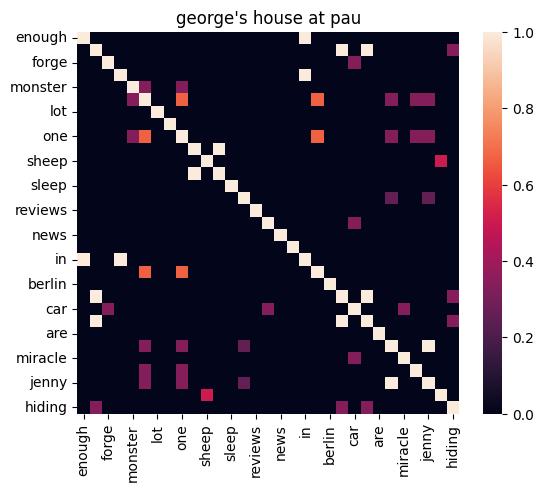 george's house at pau
enough
forge
monster
lot
one
sheep
sleep
reviews
news
in
berlin
car
are
miracle
jenny
hiding
1.0
0.8
0.6
0.4
0.2
0.0
enough
forge
monster
lot
one
sheep
sleep
reviews
news
in
berlin
car
are
miracle
jenny
hiding